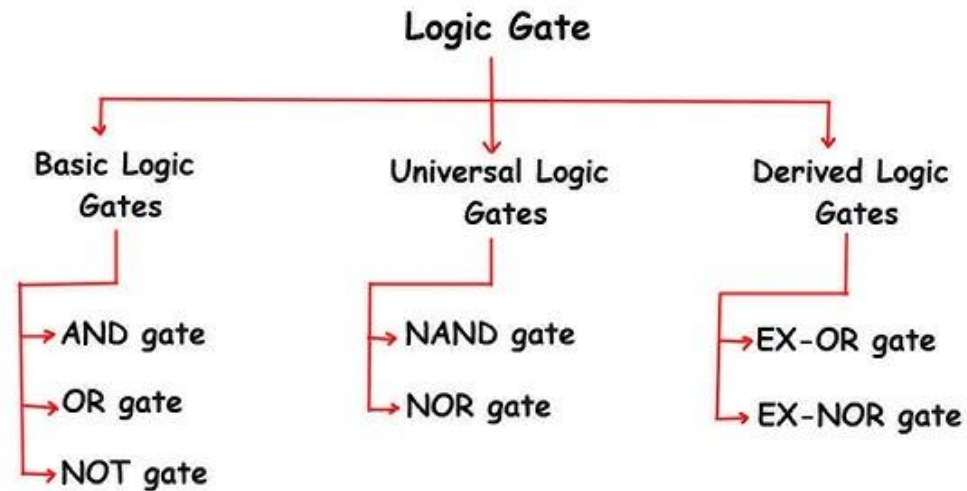 Logic Gate
Basic Logic
Gates
AND gate
OR gate
NOT gate
Universal Logic
Gates
NAND gate
NOR gate
Derived Logic
Gates
EX-OR gate
EX-NOR gate